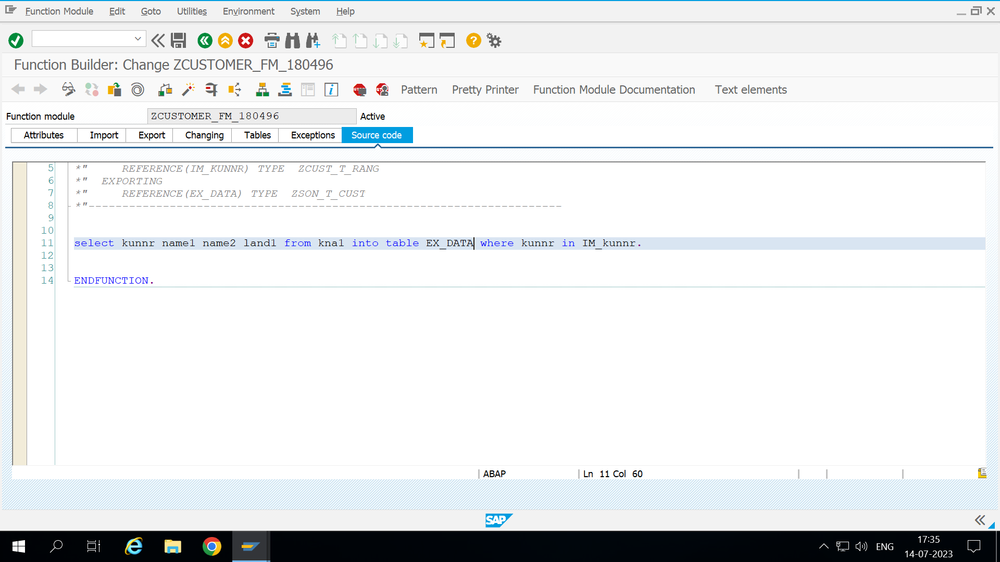 Function Module Edit Goto Utilities Environment System Help
Function Builder: Change ZCUSTOMER_FM_180496
Pattern Pretty Printer Function Module Documentation Text elements
Function module ZCUSTOMER_FM_180496 Active
Attributes Import Export Changing Tables Exceptions Source code
5 *" REFERENCE(IM_KUNNR) TYPE ZCUST_T_RANG
6 *" EXPORTING
7 *" REFERENCE(EX_DATA) TYPE ZSON_T_CUST
8 *"----------------------------------------------------------------------
9
10
11 select kunnr name1 name2 land1 from kna1 into table EX_DATA where kunnr in IM_kunnr.
12
13
14 ENDFUNCTION.
ABAP Ln 11 Col 60
SAP
ENG
17:35
14-07-2023